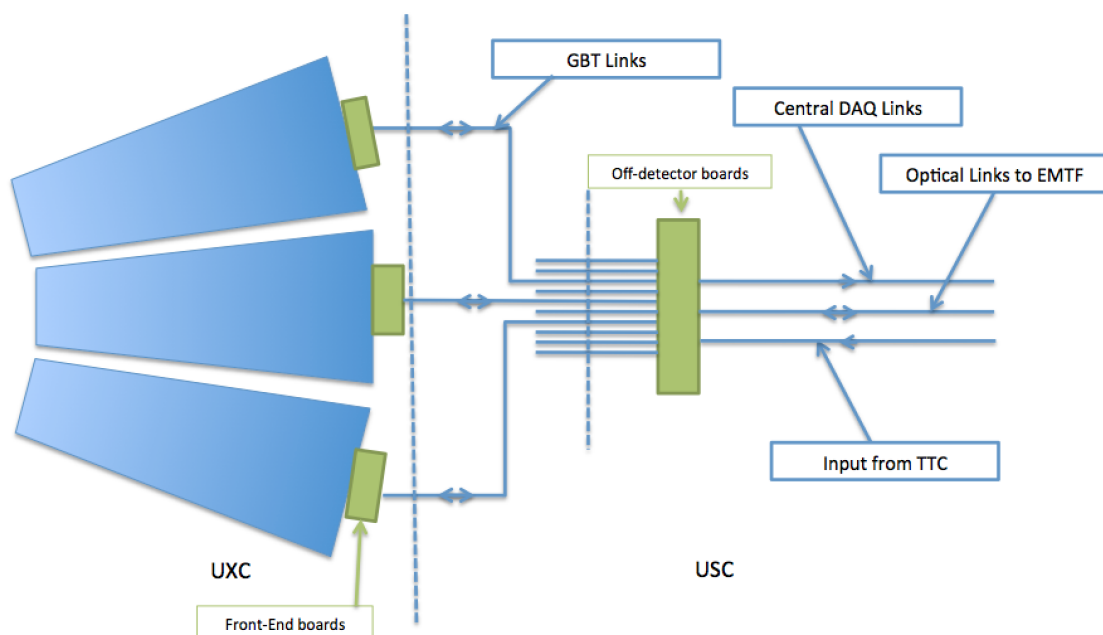 GBT Links
Central DAQ Links
Off-detector boards
Optical Links to EMTF
Input from TTC
UXC
USC
Front-End boards